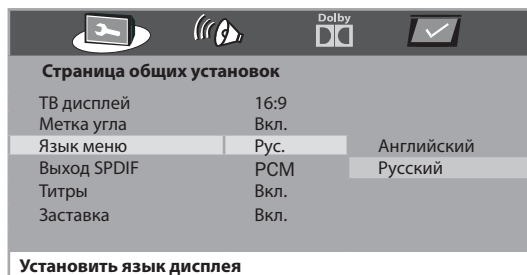 Dolby
Страница общих установок
ТВ дисплей 16:9
Метка угла Вкл.
Язык меню Рус. Английский
Выход SPDIF PCM Русский
Титры Вкл.
Заставка Вкл.
Установить язык дисплея